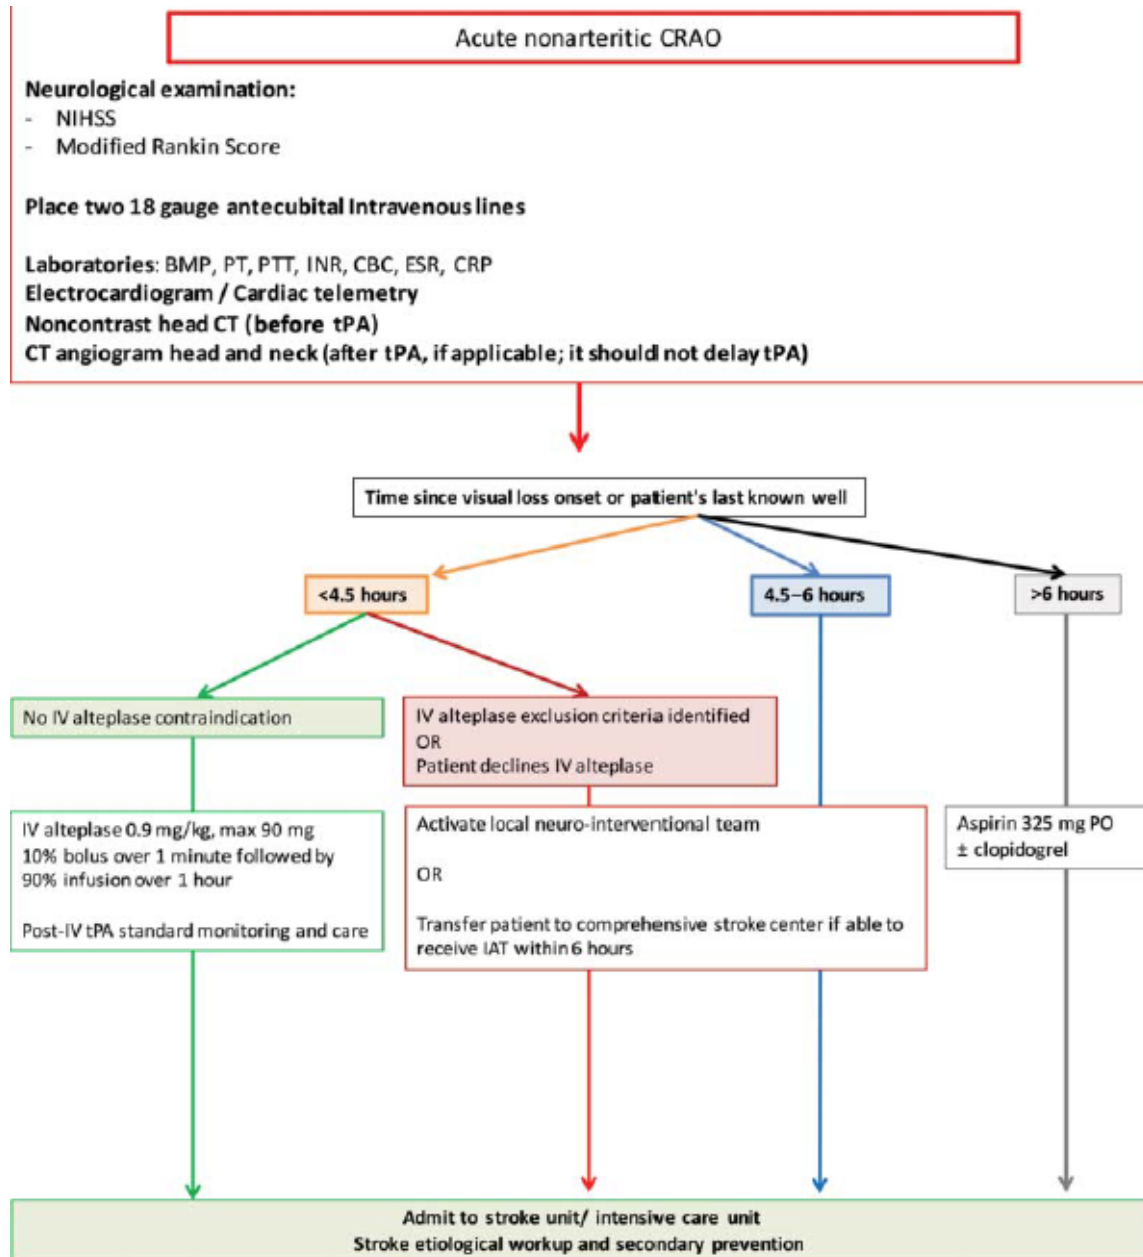 Acute nonarteritic CRAO
Neurological examination:
- NIHSS
- Modified Rankin Score
Place two 18 gauge antecubital Intravenous lines
Laboratories: BMP, PT, PTT, INR, CBC, ESR, CRP
Electrocardiogram / Cardiac telemetry
Noncontrast head CT (before tPA)
CT angiogram head and neck (after tPA, if applicable; it should not delay tPA)
Time since visual loss onset or patient's last known well
<4.5 hours
4.5–6 hours
>6 hours
No IV alteplase contraindication
IV alteplase exclusion criteria identified
OR
Patient declines IV alteplase
IV alteplase 0.9 mg/kg, max 90 mg
10% bolus over 1 minute followed by
90% infusion over 1 hour
Post-IV tPA standard monitoring and care
Activate local neuro-interventional team
OR
Transfer patient to comprehensive stroke center if able to
receive IAT within 6 hours
Aspirin 325 mg PO
± clopidogrel
Admit to stroke unit/ intensive care unit
Stroke etiological workup and secondary prevention